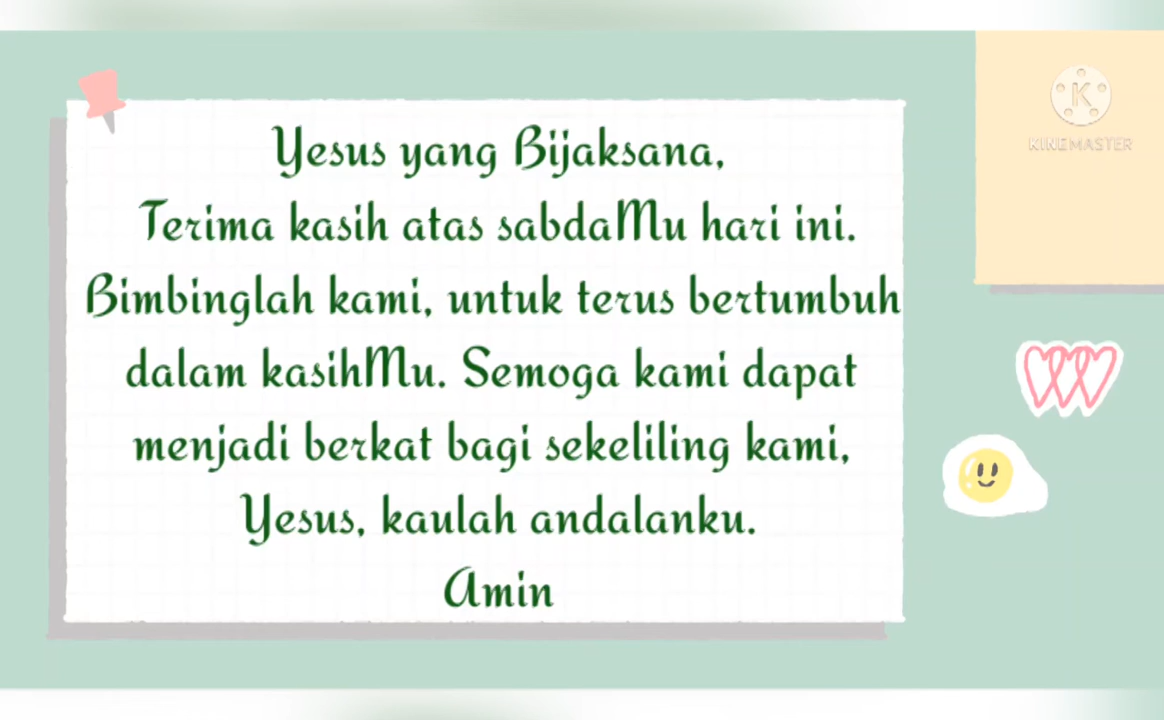 Yesus yang Bijaksana,
Terima kasih atas sabdaMu hari ini.
Bimbinglah kami, untuk terus bertumbuh
dalam kasihMu. Semoga kami dapat
menjadi berkat bagi sekeliling kami,
Yesus, kaulah andalanku.
Amin
K
KINEMASTER